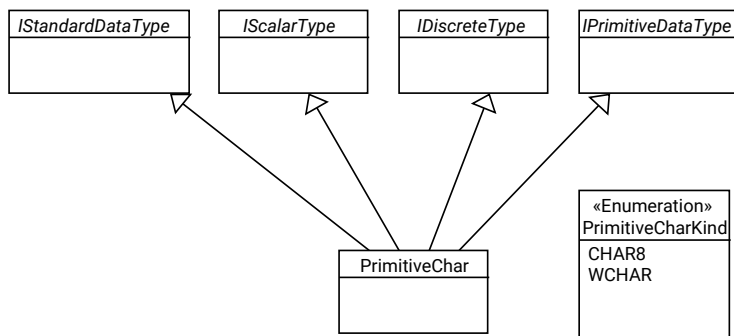 IStandardDataType
IScalarType
IDiscreteType
IPrimitiveDataType
«Enumeration»
PrimitiveCharKind
CHAR8
WCHAR
PrimitiveChar